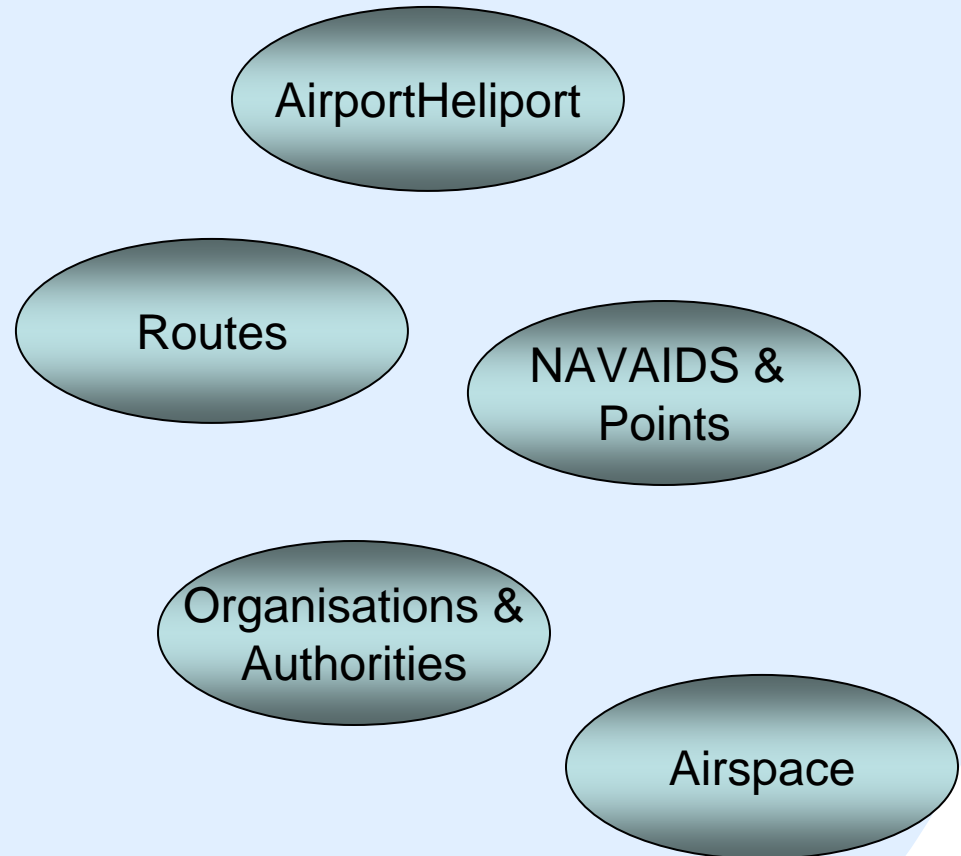 AirportHeliport
Routes
NAVAIDS &
Points
Organisations &
Authorities
Airspace